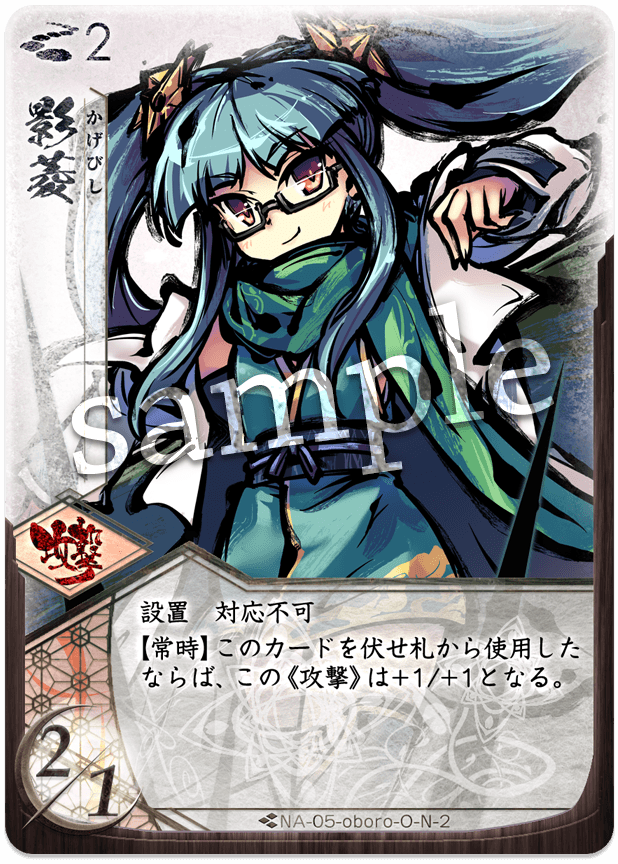 2
影菱
かげびし
sample
攻撃
設置 対応不可
【常時】このカードを伏せ札から使用した
ならば、この《攻撃》は+1/+1となる。
2/1
NA-05-oboro-O-N-2